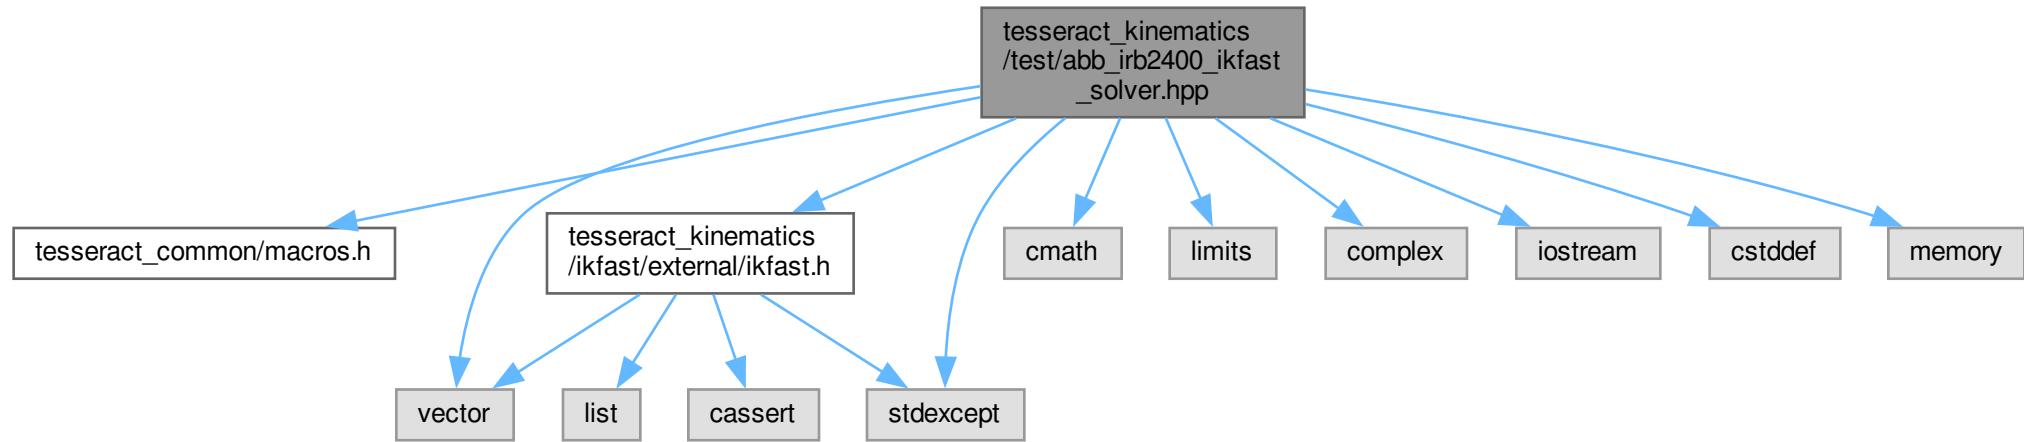 tesseract_kinematics
/test/abb_irb2400_ikfast
_solver.hpp
tesseract_common/macros.h
tesseract_kinematics
/ikfast/external/ikfast.h
cmath
limits
complex
iostream
cstddef
memory
vector
list
cassert
stdexcept